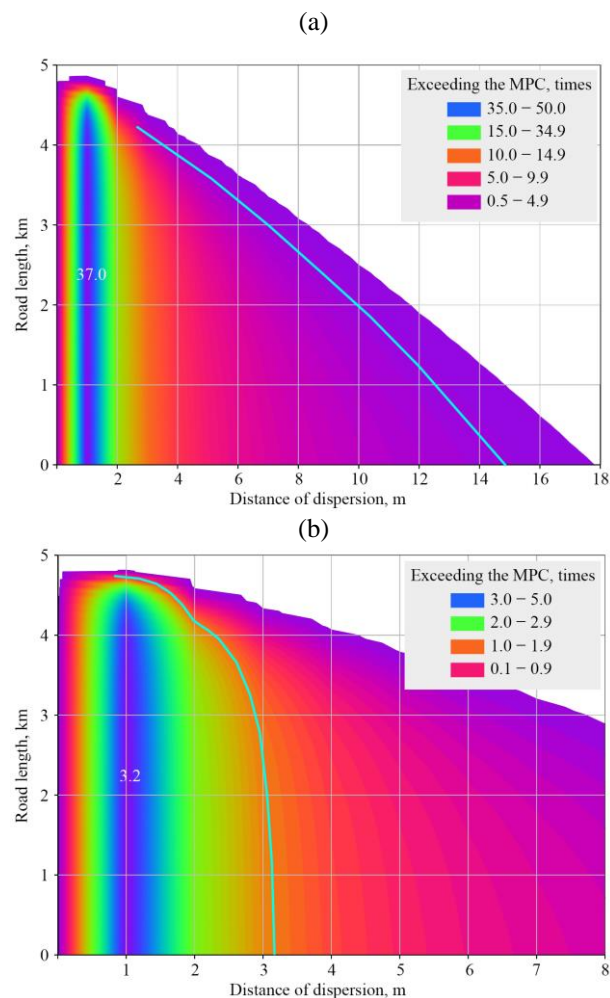 (a)
5
4
3
2
1
0
Road length, km
37.0
Exceeding the MPC, times
35.0 – 50.0
15.0 – 34.9
10.0 – 14.9
5.0 – 9.9
0.5 – 4.9
2 4 6 8 10 12 14 16 18
Distance of dispersion, m
(b)
5
4
3
2
1
0
Road length, km
3.2
Exceeding the MPC, times
3.0 – 5.0
2.0 – 2.9
1.0 – 1.9
0.1 – 0.9
1 2 3 4 5 6 7 8
Distance of dispersion, m